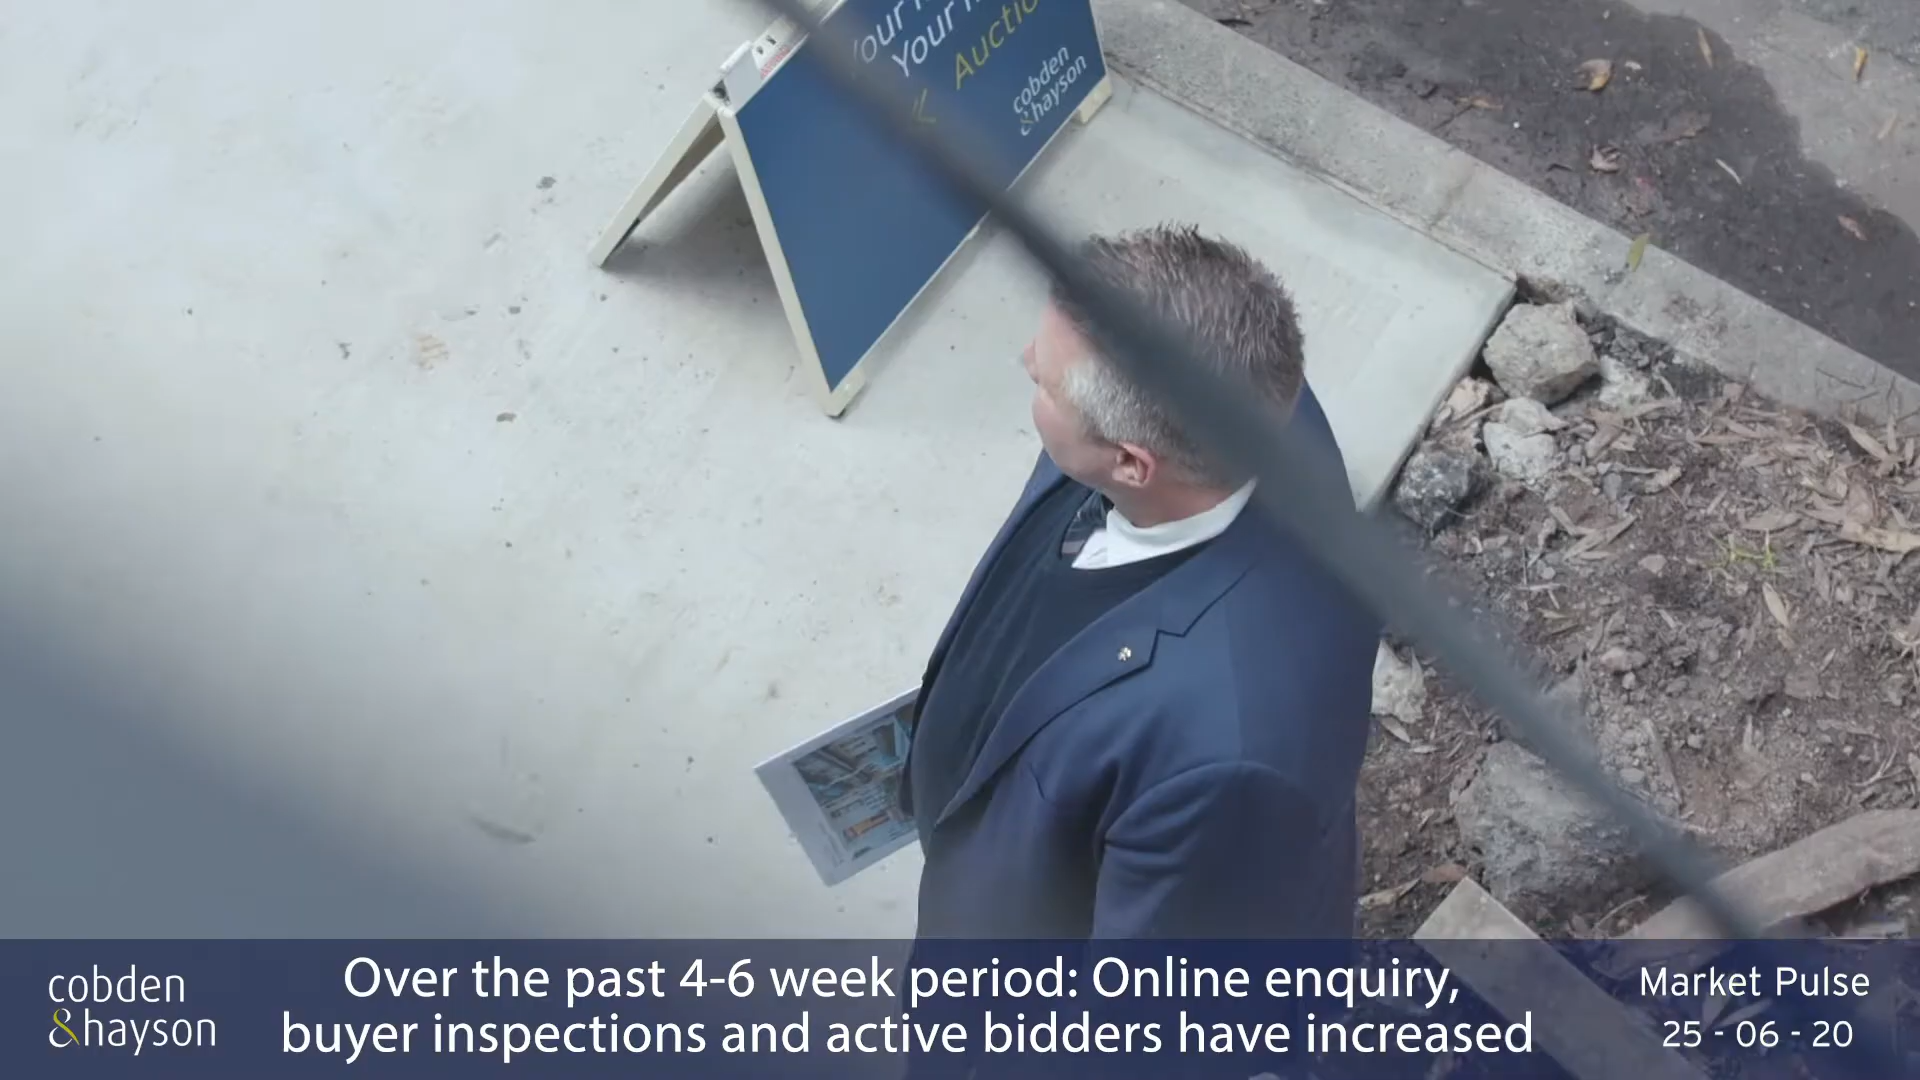 Your
Auctio
cobden
&hayson
Over the past 4-6 week period: Online enquiry,
buyer inspections and active bidders have increased
cobden
&hayson
Market Pulse
25 - 06 - 20